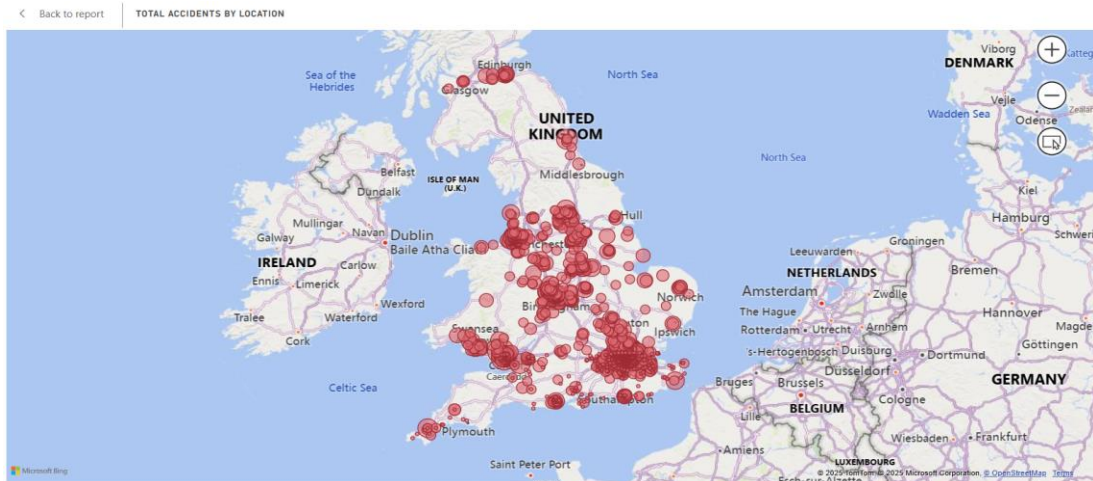 Back to report
TOTAL ACCIDENTS BY LOCATION
Viborg
DENMARK
Katteg
Edinburgh
Sea of the
Hebrides
North Sea
Glasgow
Vejle
Odense
Wadden Sea
UNITED
KINGDOM
North Sea
Middlesbrough
Belfast
ISLE OF MAN
(U.K.)
Dundalk
Kiel
Hamburg
Schweri
Hull
Mullingar
Navan
Dublin
Baile Atha Clia
Galway
Groningen
Leeuwarden
IRELAND
Carlow
Bremen
NETHERLANDS
Ennis
Limerick
Norwich
Amsterdam
Zwolle
Wexford
The Hague
Hannover
Tralee
Waterford
Rotterdam
Utrecht
Arnhem
Magde
Swansea
Ipswich
Cork
Göttingen
's-Hertogenbosch
Duisburg
Dortmund
Dusseldorf
Celtic Sea
Bruges
Brussels
Cologne
GERMANY
Lille
BELGIUM
Plymouth
Wiesbaden
Frankfurt
Amiens
Saint Peter Port
LUXEMBOURG
Microsoft Bing
© 2025 TomTom, © 2025 Microsoft Corporation, © OpenStreetMap Terms